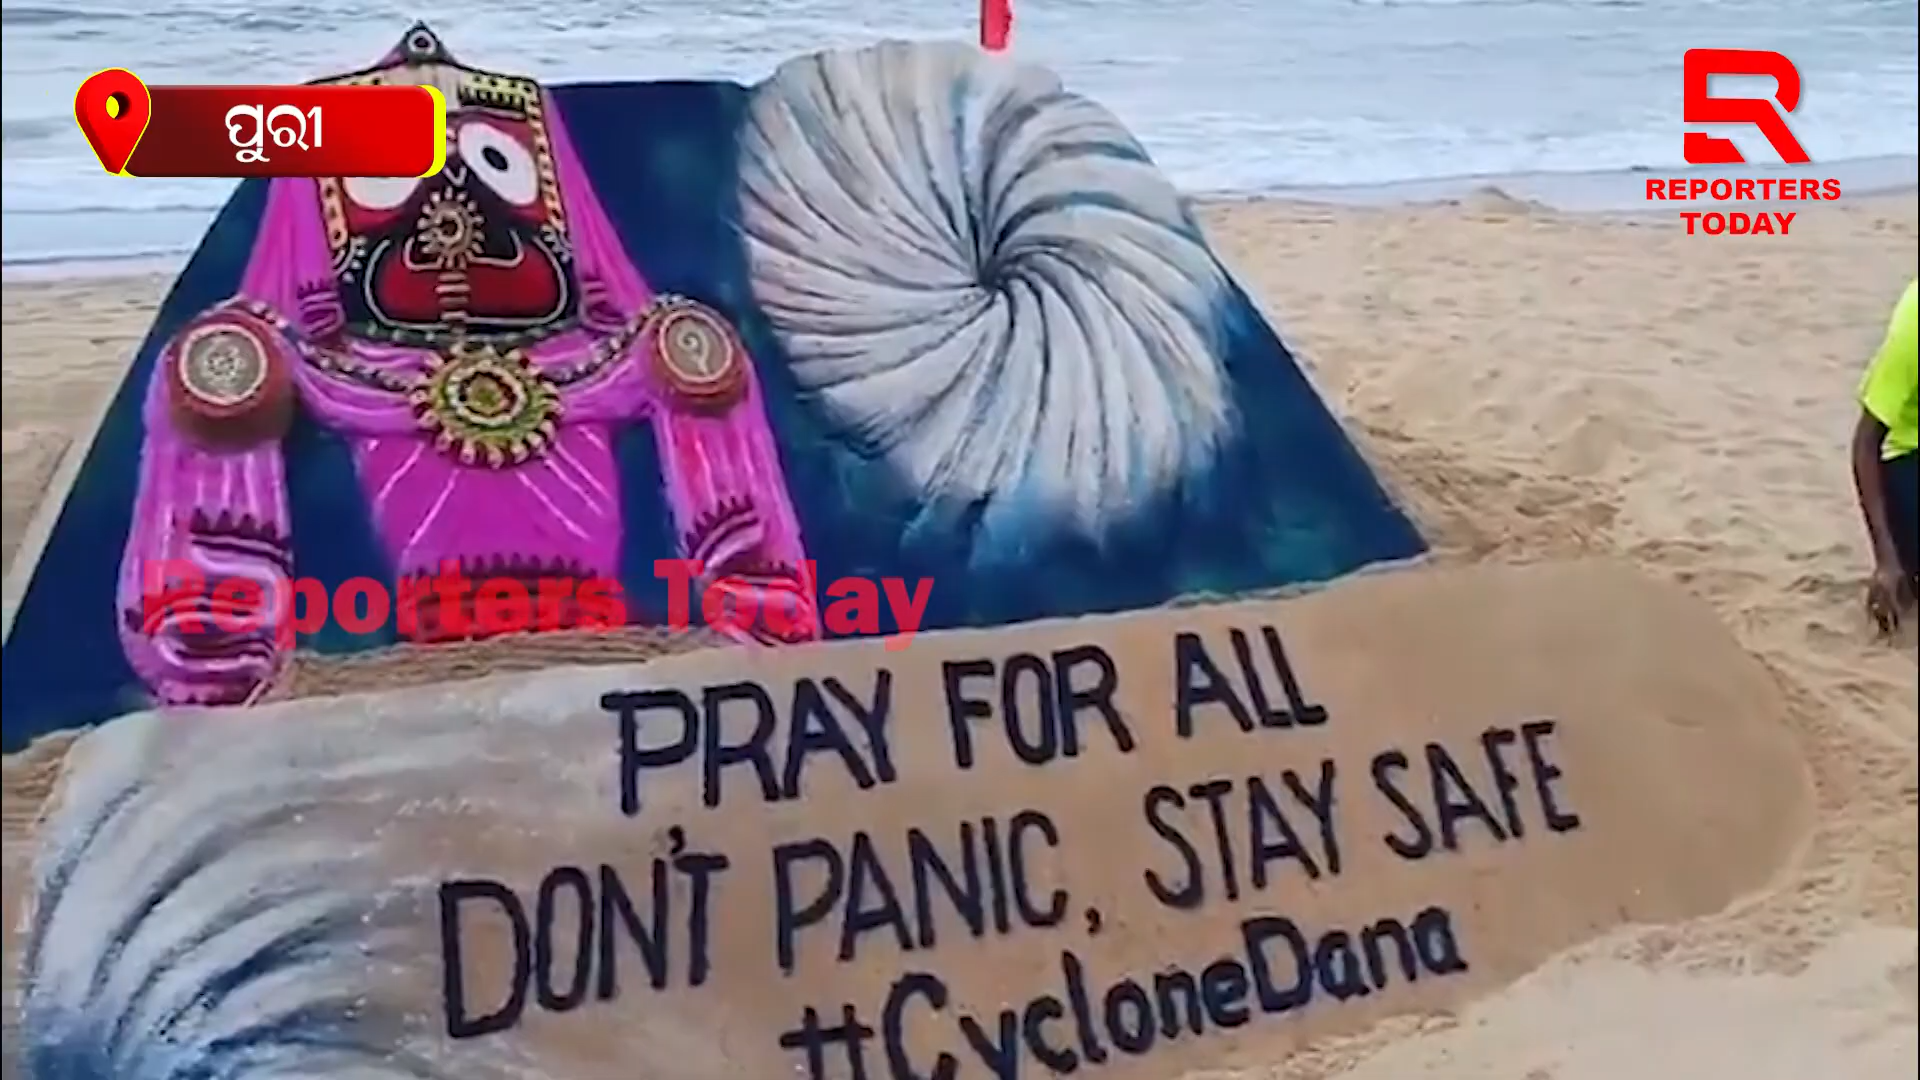 ପୁରୀ
REPORTERS
TODAY
Reporters Today
PRAY FOR ALL
DON'T PANIC, STAY SAFE
#CycloneDana